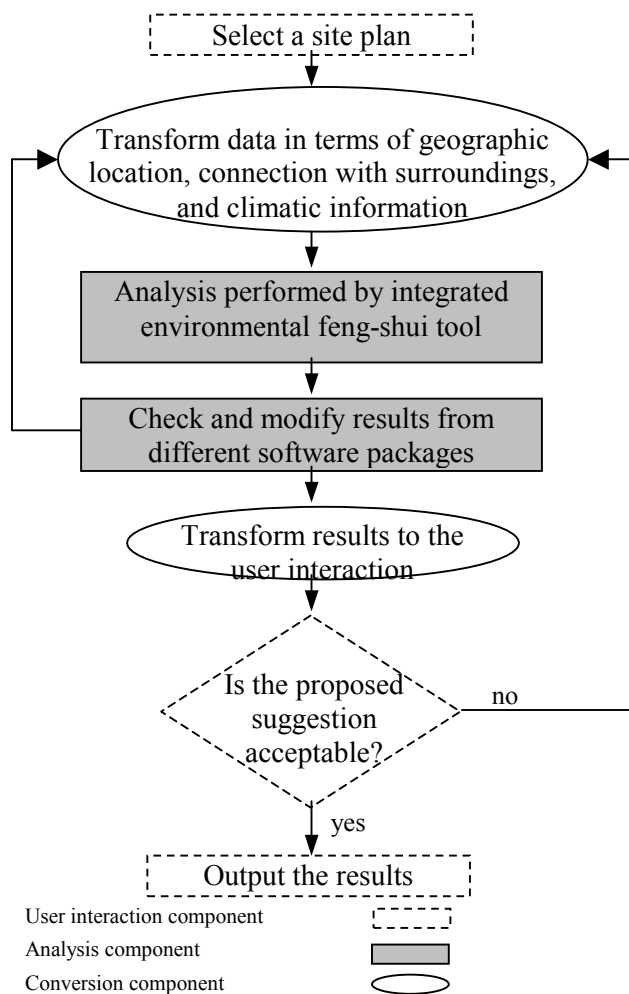 Select a site plan
Transform data in terms of geographic
location, connection with surroundings,
and climatic information
Analysis performed by integrated
environmental feng-shui tool
Check and modify results from
different software packages
Transform results to the
user interaction
Is the proposed
suggestion
acceptable?
no
yes
Output the results
User interaction component
Analysis component
Conversion component